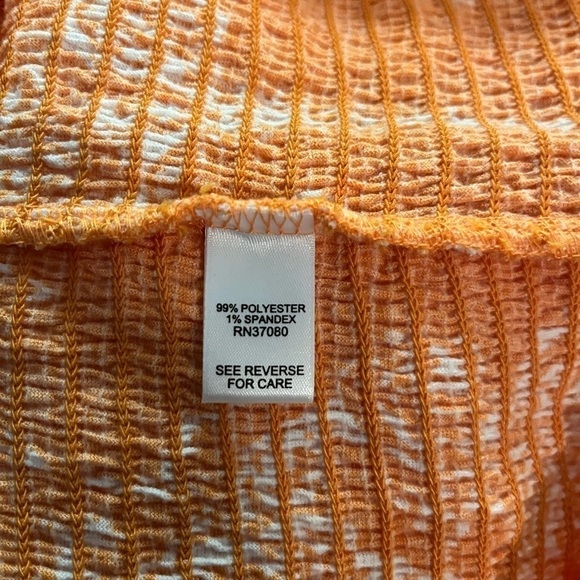 99% POLYESTER
1% SPANDEX
RN37080
SEE REVERSE
FOR CARE